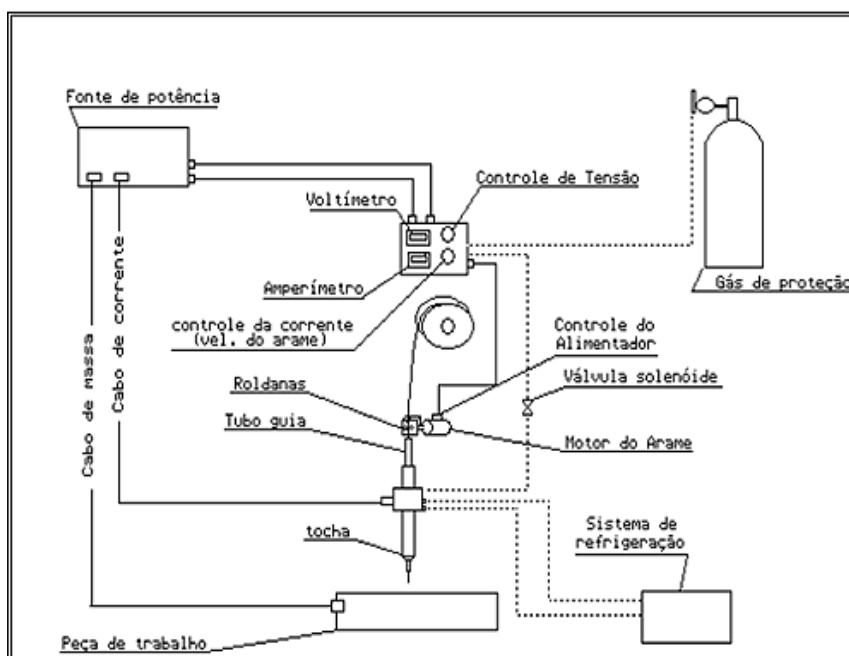 Fonte de potência
Controle de Tensão
Voltímetro
Gás de proteção
Amperímetro
controle da corrente
(vel. do arame)
Controle do
Alimentador
Roldanas
Válvula solenóide
Tubo guia
Motor do Arame
Cabo de massa
Cabo de corrente
tocha
Sistema de
refrigeração
Peça de trabalho